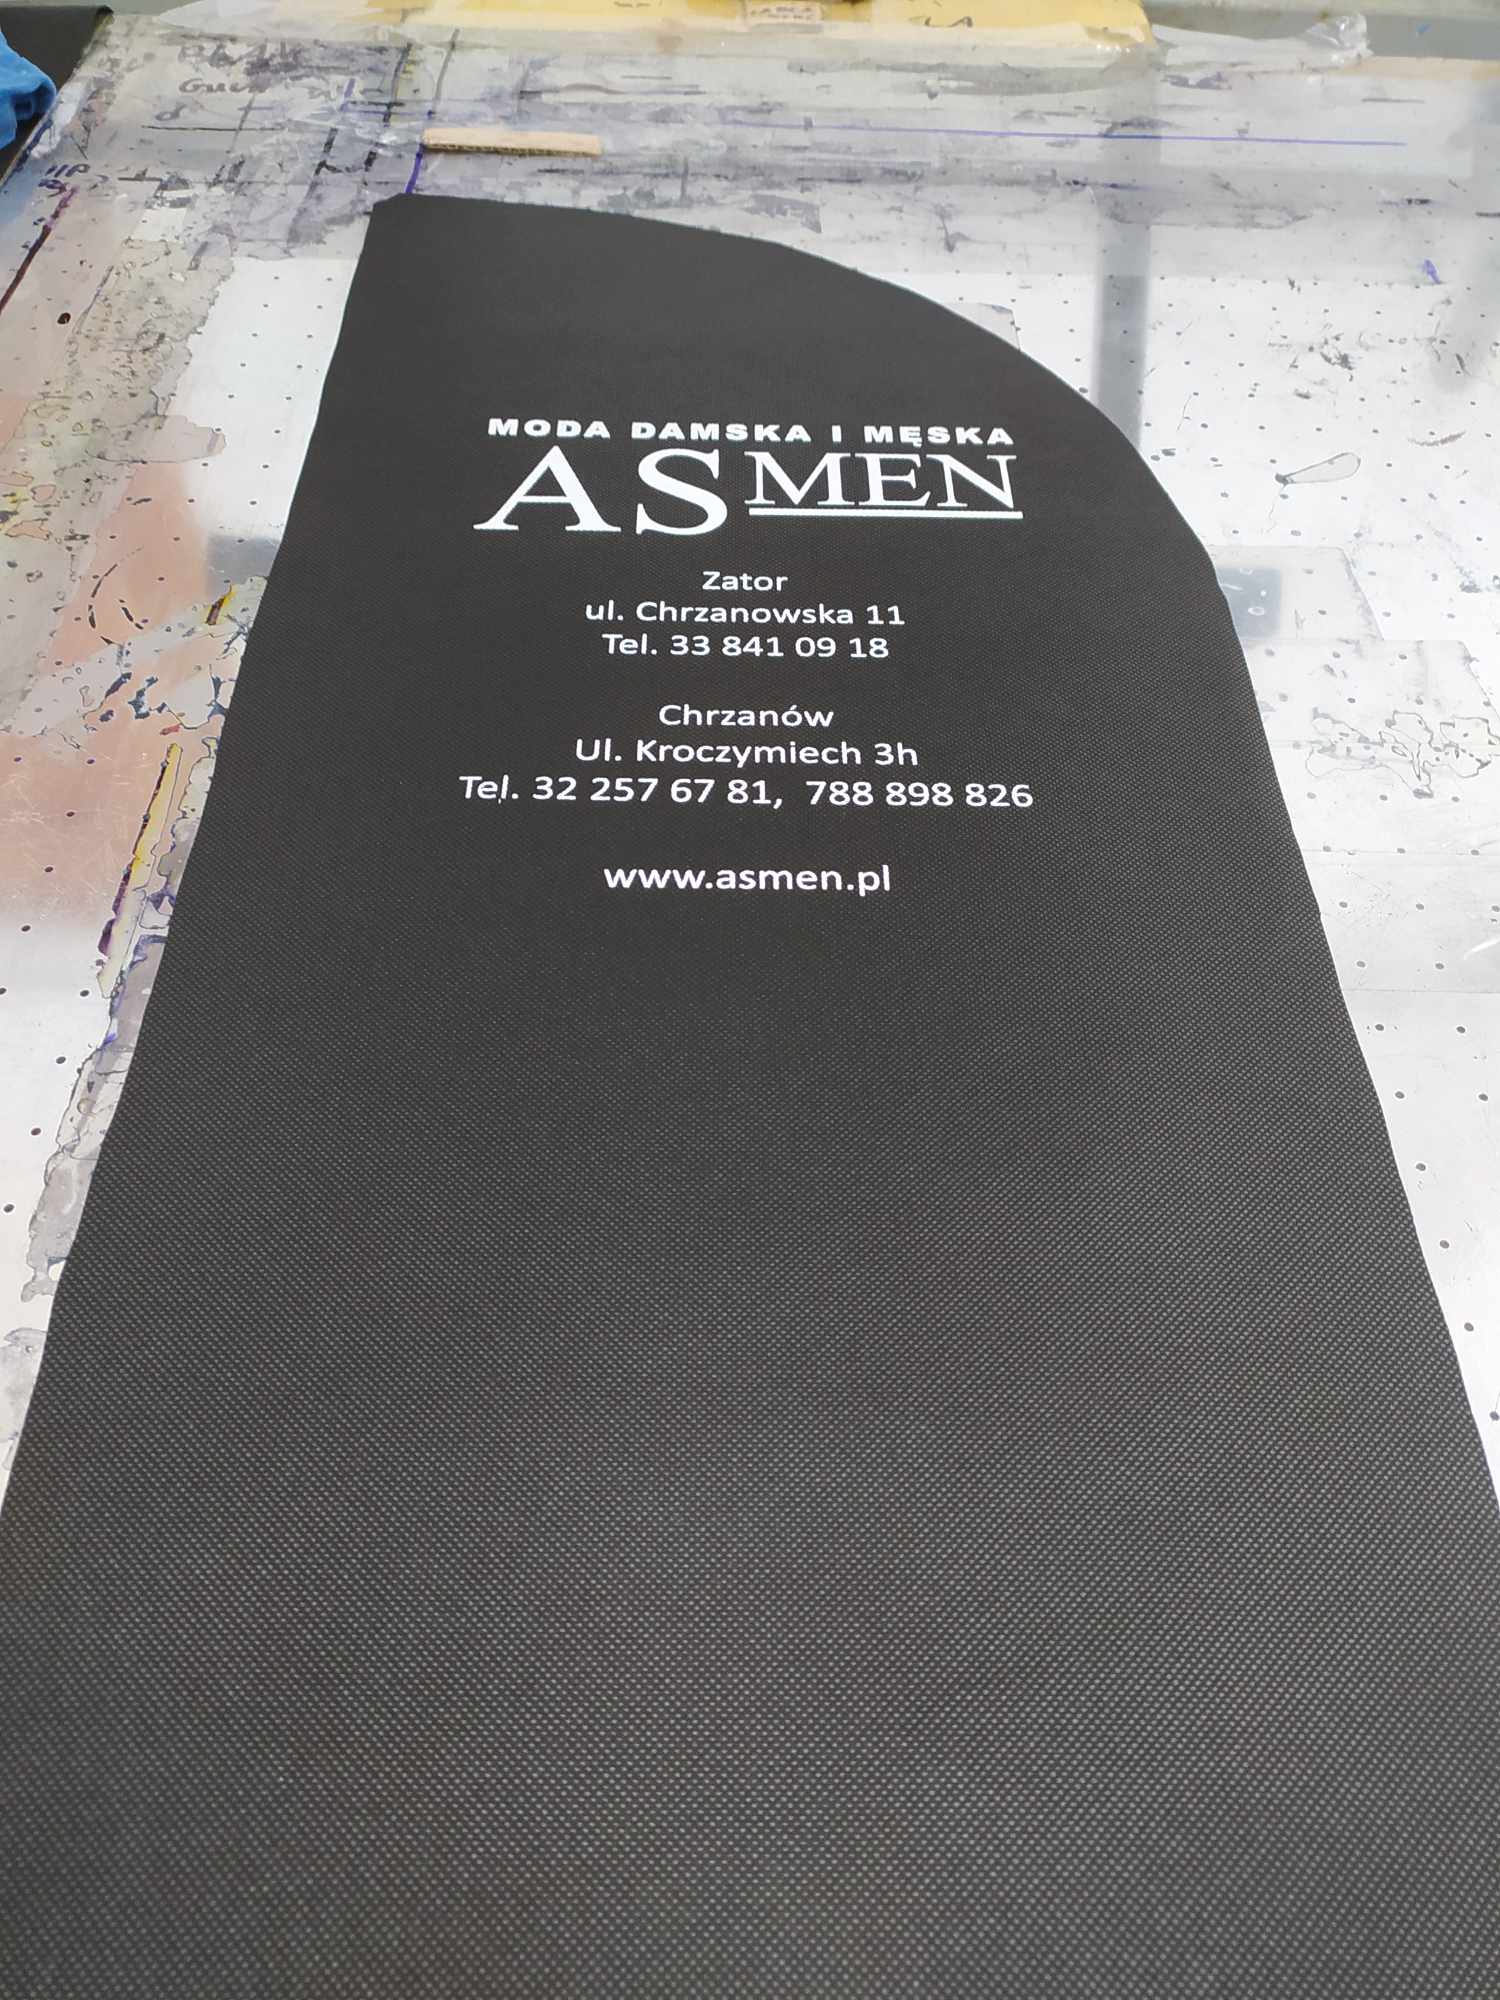 MODA DAMSKA I MĘSKA
ASMEN
Zator
ul. Chrzanowska 11
Tel. 33 841 09 18
Chrzanów
Ul. Kroczymiech 3h
Tel. 32 257 67 81, 788 898 826
www.asmen.pl